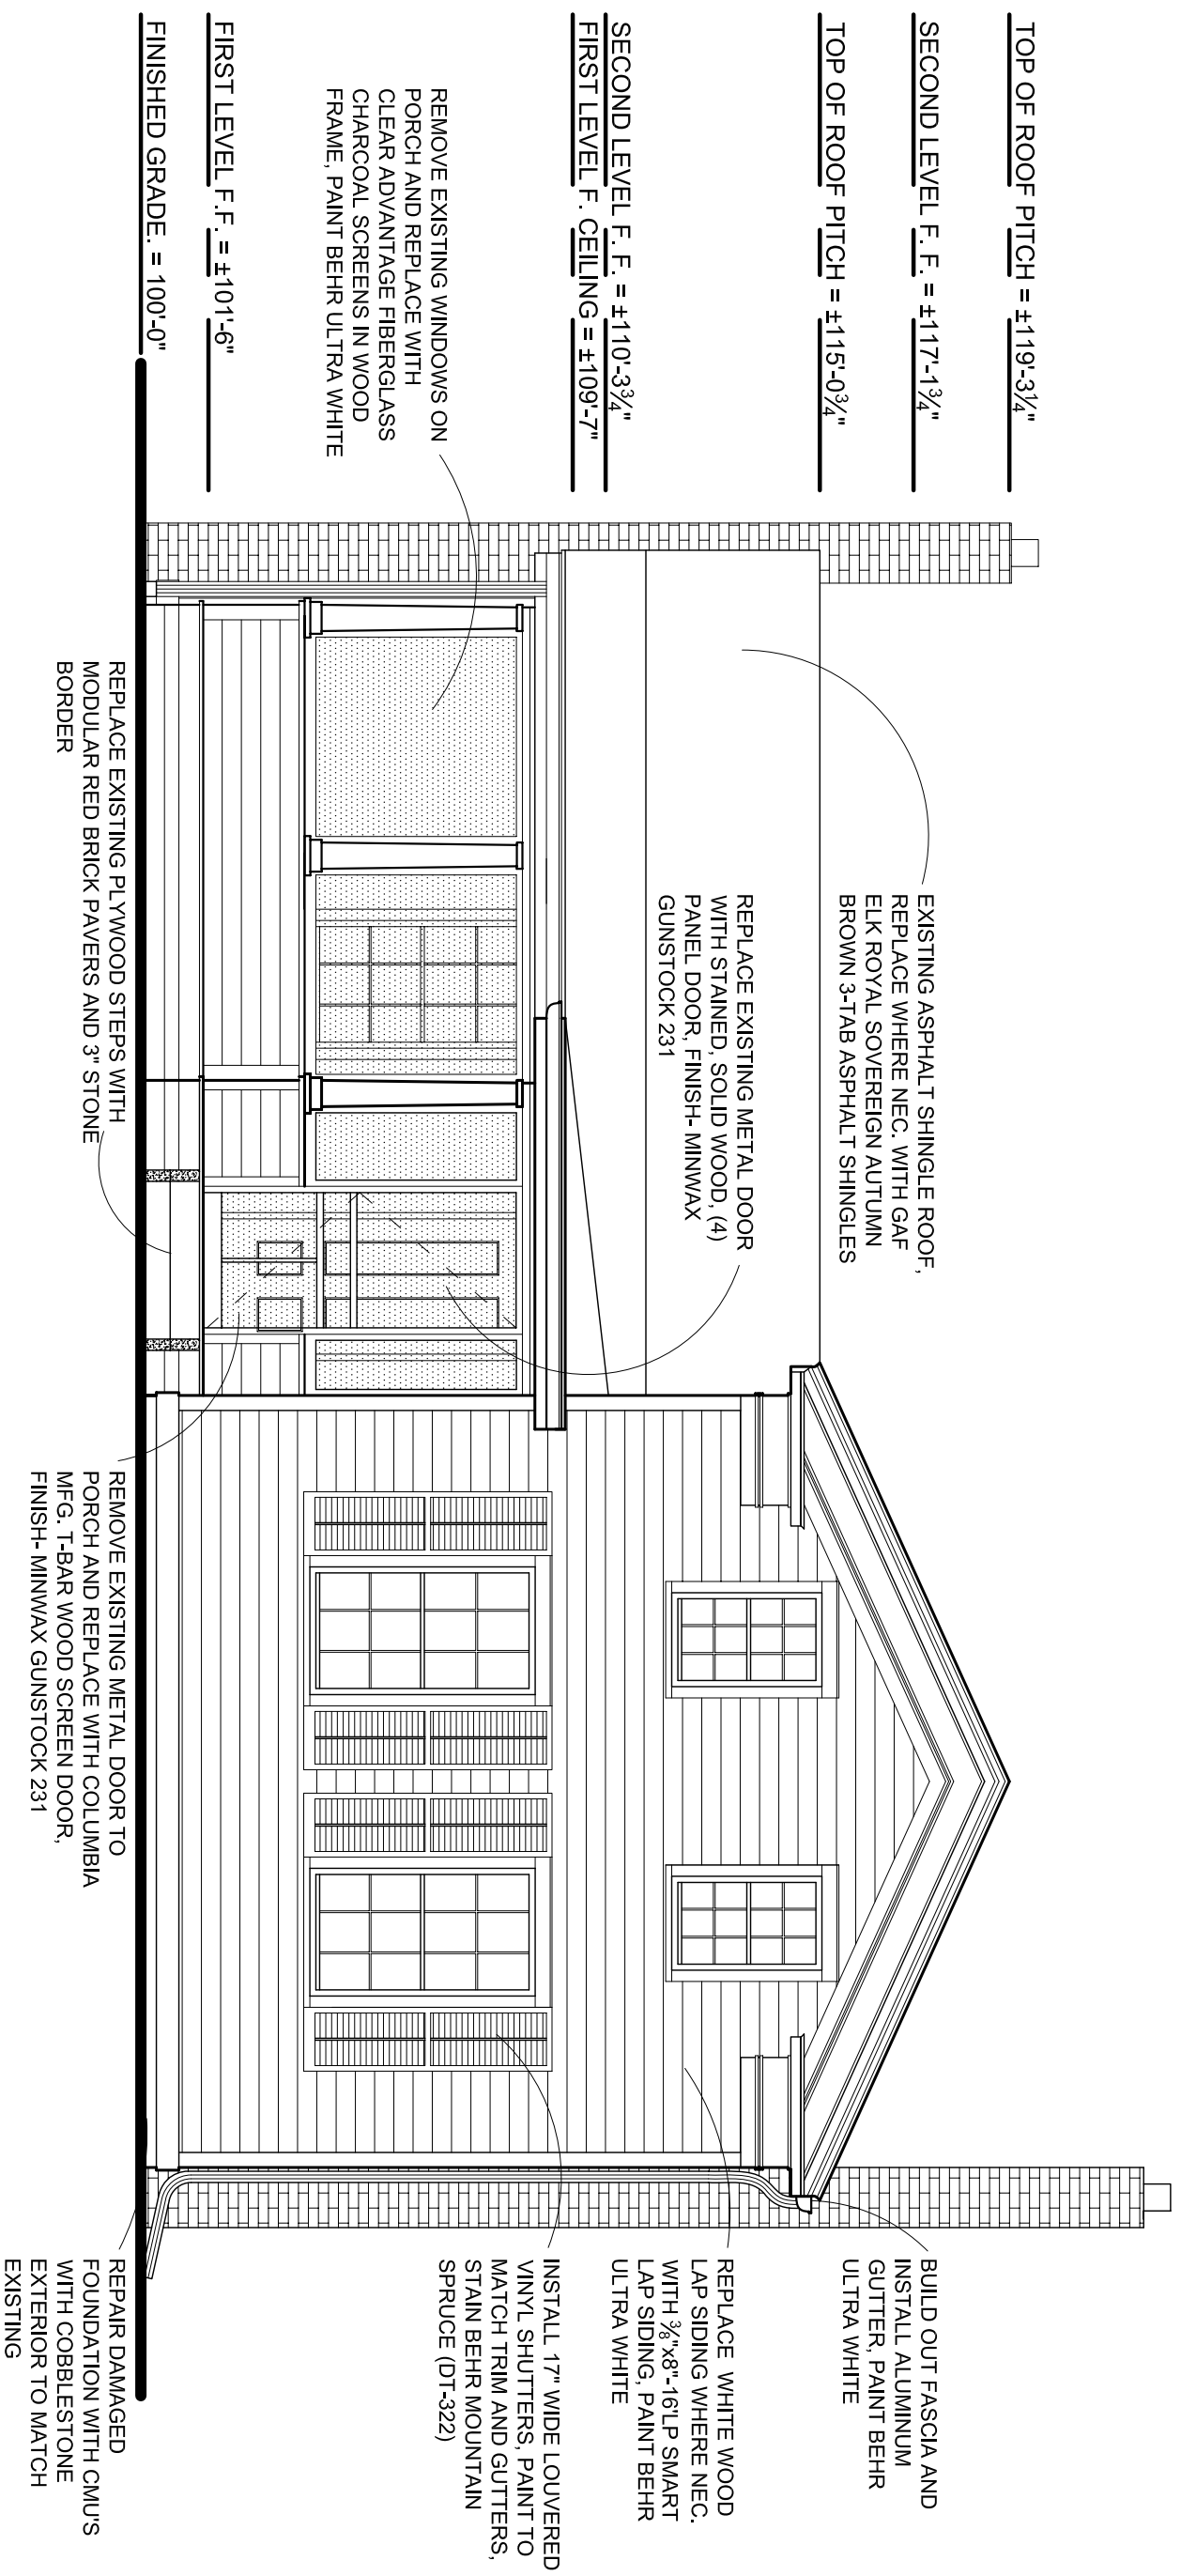 TOP OF ROOF PITCH = ±119'-3¼"
SECOND LEVEL F. F. = ±117'-1¾"
TOP OF ROOF PITCH = ±115'-0¾"
SECOND LEVEL F. F. = ±110'-3¾"
FIRST LEVEL F. CEILING = ±109'-7"
REMOVE EXISTING WINDOWS ON
PORCH AND REPLACE WITH
CLEAR ADVANTAGE FIBERGLASS
CHARCOAL SCREENS IN WOOD
FRAME, PAINT BEHR ULTRA WHITE
FIRST LEVEL F.F. = ±101'-6"
FINISHED GRADE. = 100'-0"
EXISTING ASPHALT SHINGLE ROOF,
REPLACE WHERE NEC. WITH GAF
ELK ROYAL SOVEREIGN AUTUMN
BROWN 3-TAB ASPHALT SHINGLES
REPLACE EXISTING METAL DOOR
WITH STAINED, SOLID WOOD, (4)
PANEL DOOR, FINISH- MINWAX
GUNSTOCK 231
REPLACE EXISTING PLYWOOD STEPS WITH
MODULAR RED BRICK PAVERS AND 3" STONE
BORDER
REMOVE EXISTING METAL DOOR TO
PORCH AND REPLACE WITH COLUMBIA
MFG. T-BAR WOOD SCREEN DOOR,
FINISH- MINWAX GUNSTOCK 231
BUILD OUT FASCIA AND
INSTALL ALUMINUM
GUTTER, PAINT BEHR
ULTRA WHITE
REPLACE WHITE WOOD
LAP SIDING WHERE NEC.
WITH ⅜"x8"-16'LP SMART
LAP SIDING, PAINT BEHR
ULTRA WHITE
INSTALL 17" WIDE LOUVERED
VINYL SHUTTERS, PAINT TO
MATCH TRIM AND GUTTERS,
STAIN BEHR MOUNTAIN
SPRUCE (DT-322)
REPAIR DAMAGED
FOUNDATION WITH CMU'S
WITH COBBLESTONE
EXTERIOR TO MATCH
EXISTING